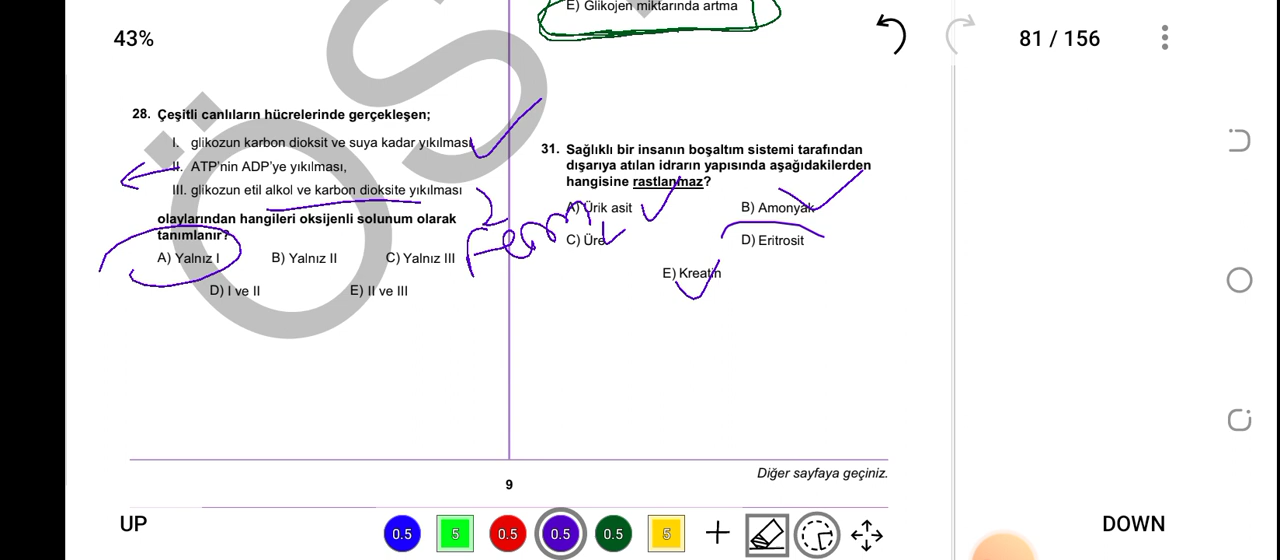 43%
81 / 156
E) Glikojen miktarında artma
28. Çeşitli canlıların hücrelerinde gerçekleşen;
I. glikozun karbon dioksit ve suya kadar yıkılması,
II. ATP'nin ADP'ye yıkılması,
III. glikozun etil alkol ve karbon dioksite yıkılması
olaylarından hangileri oksijenli solunum olarak
tanımlanır?
A) Yalnız I B) Yalnız II C) Yalnız III
D) I ve II E) II ve III
31. Sağlıklı bir insanın boşaltım sistemi tarafından
dışarıya atılan idrarın yapısında aşağıdakilerden
hangisine rastlanmaz?
A) Ürik asit B) Amonyak
C) Üre D) Eritrosit
E) Kreatin
Ferm
Diğer sayfaya geçiniz.
9
UP
0.5 5 0.5 0.5 0.5 5
DOWN